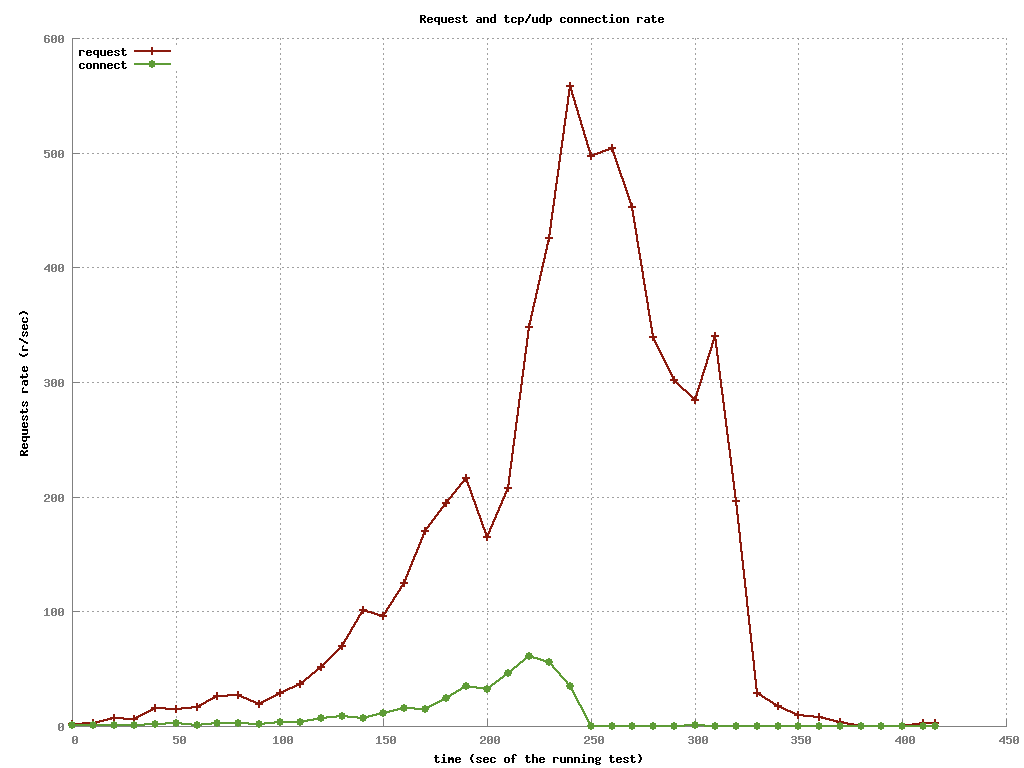 Request and tcp/udp connection rate
600
request
connect
500
400
Requests rate (r/sec)
300
200
100
0
0 50 100 150 200 250 300 350 400 450
time (sec of the running test)